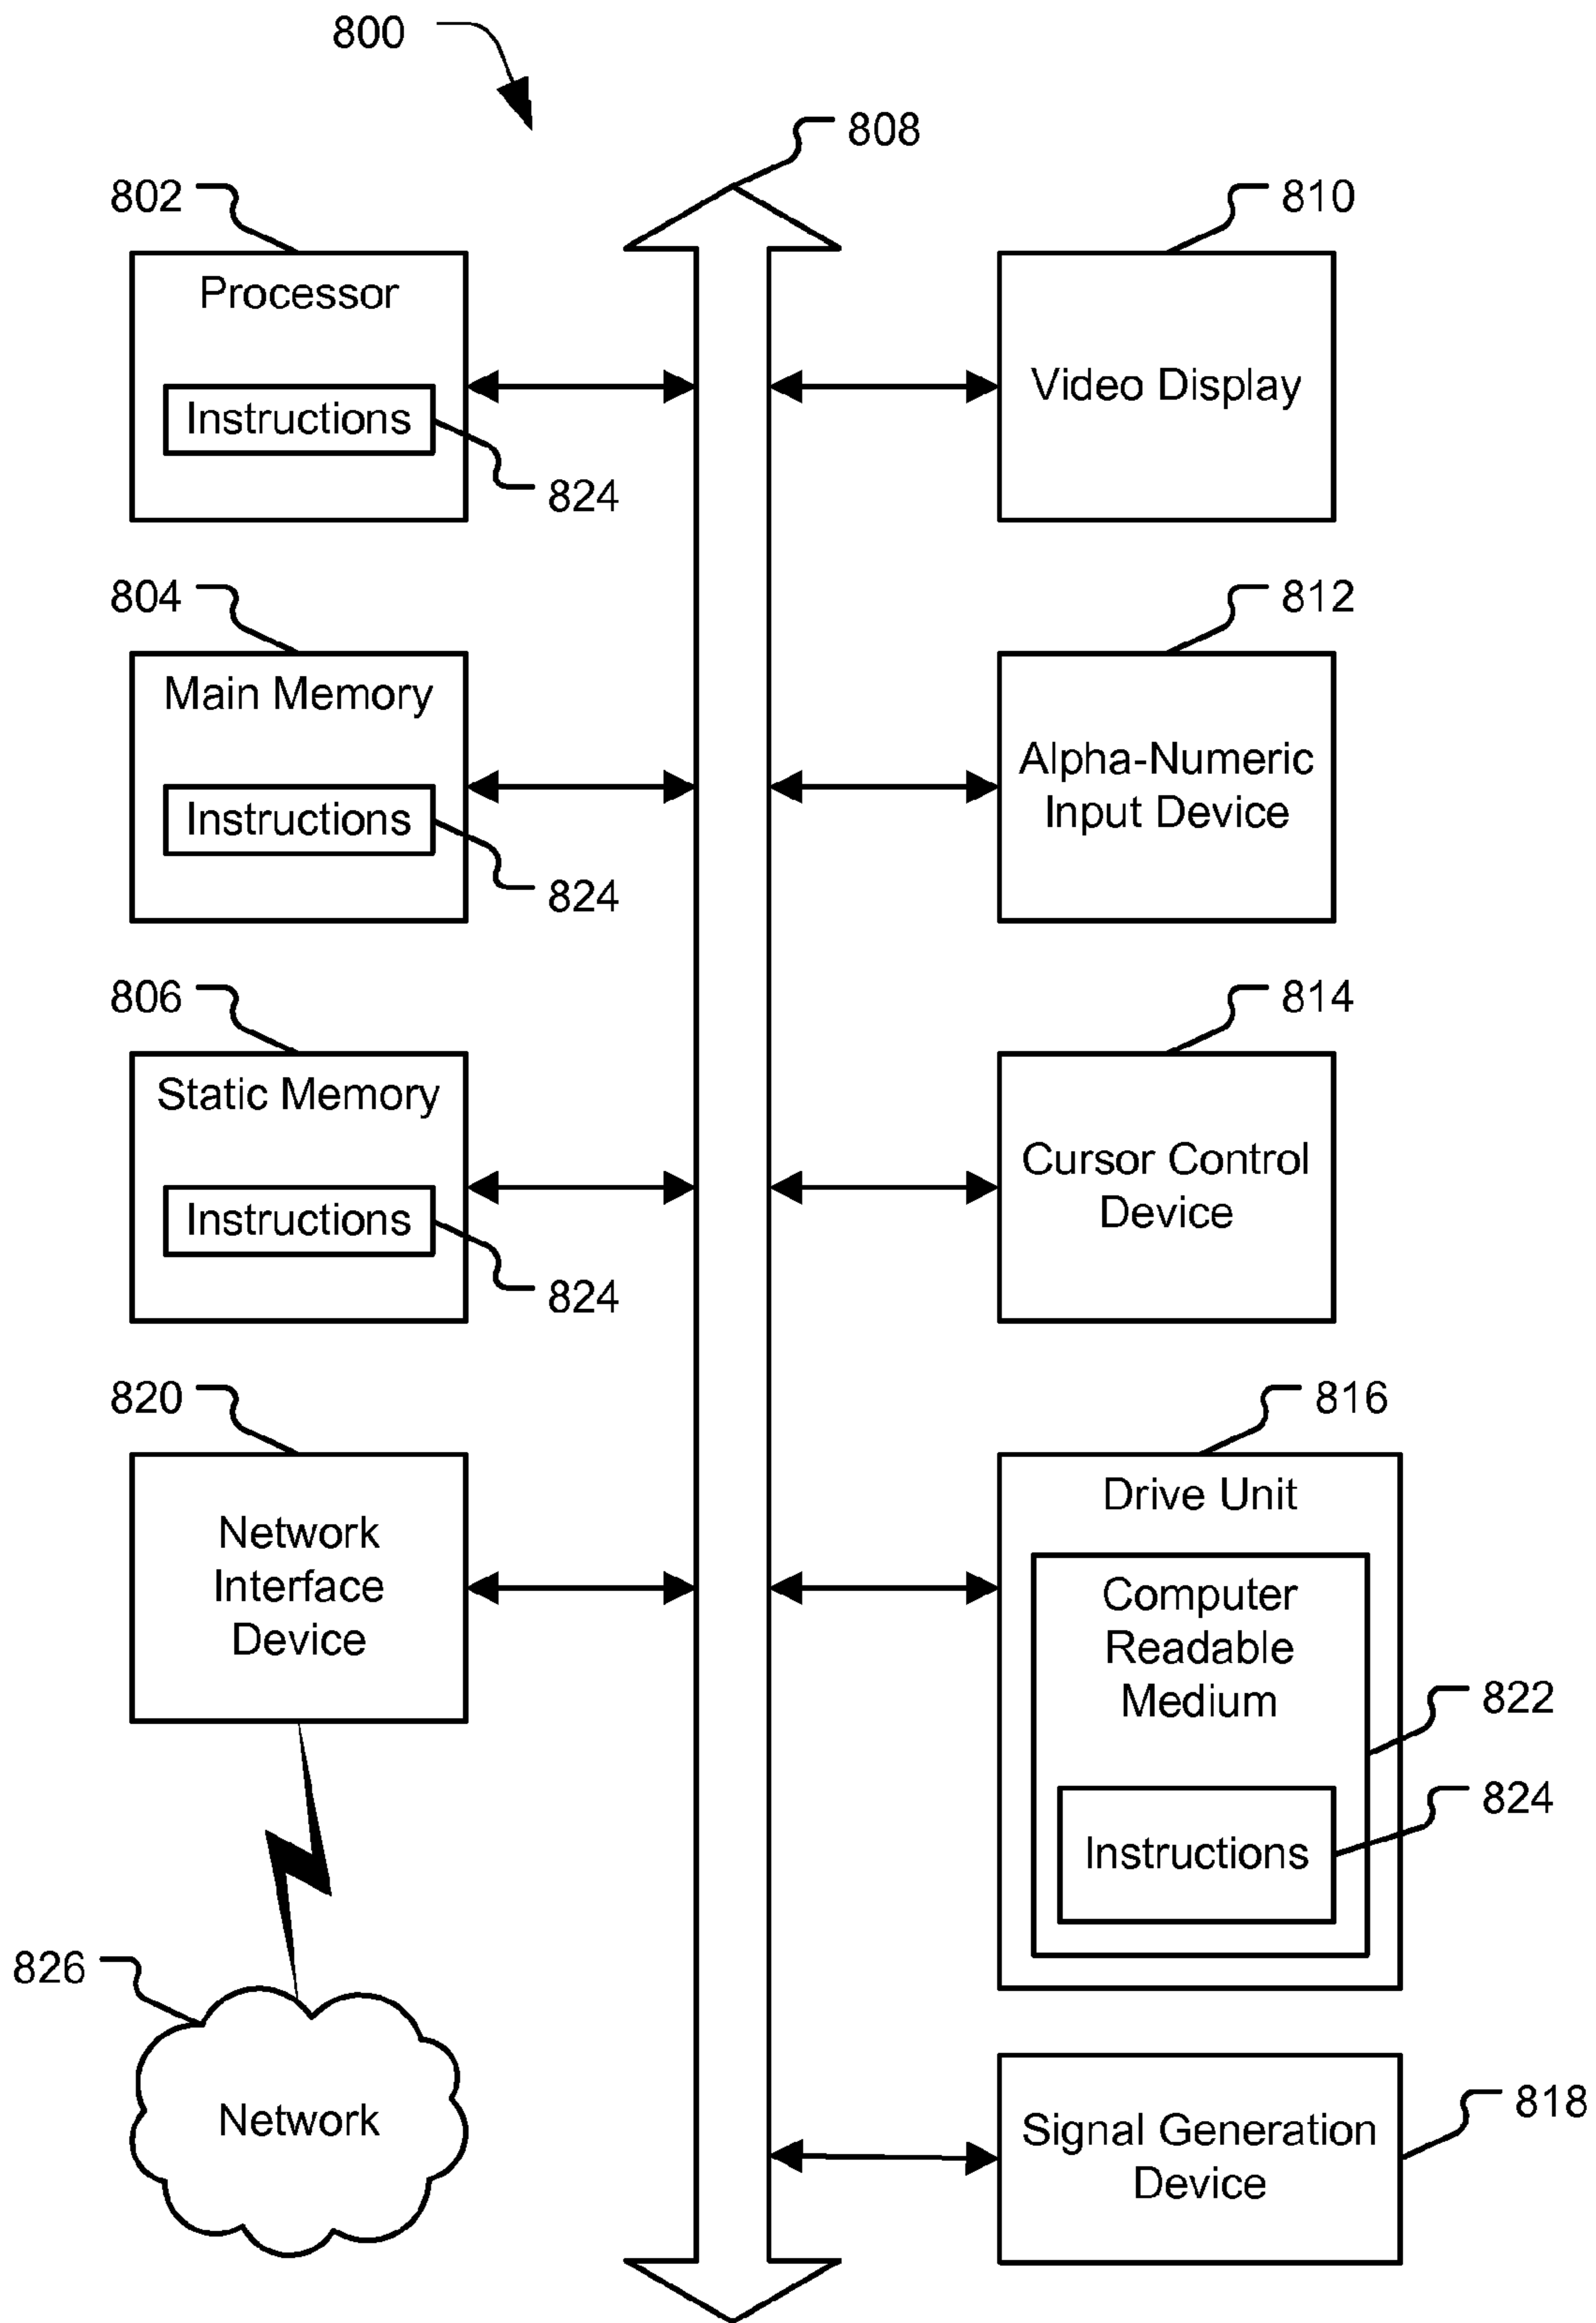 800
808
802
Processor
Instructions
824
810
Video Display
804
Main Memory
Instructions
824
812
Alpha-Numeric
Input Device
806
Static Memory
Instructions
824
814
Cursor Control
Device
820
Network
Interface
Device
816
Drive Unit
Computer
Readable
Medium
822
Instructions
824
826
Network
Signal Generation
Device
818